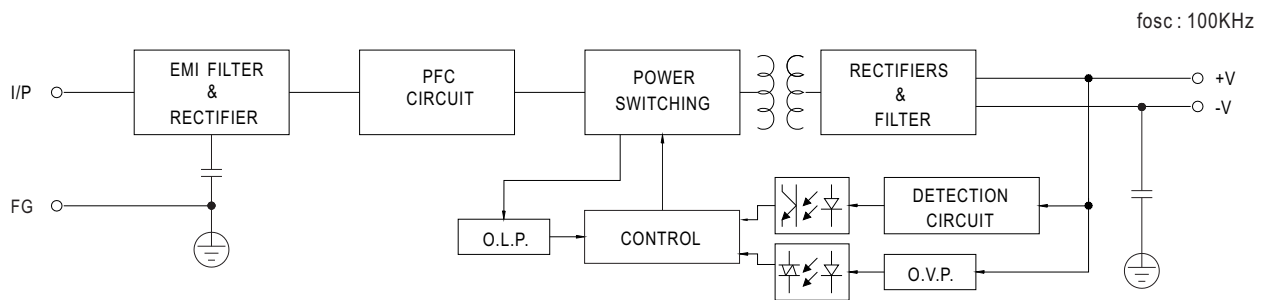 fosc : 100KHz
I/P
EMI FILTER
&
RECTIFIER
PFC
CIRCUIT
POWER
SWITCHING
RECTIFIERS
&
FILTER
+V
-V
FG
O.L.P.
CONTROL
DETECTION
CIRCUIT
O.V.P.